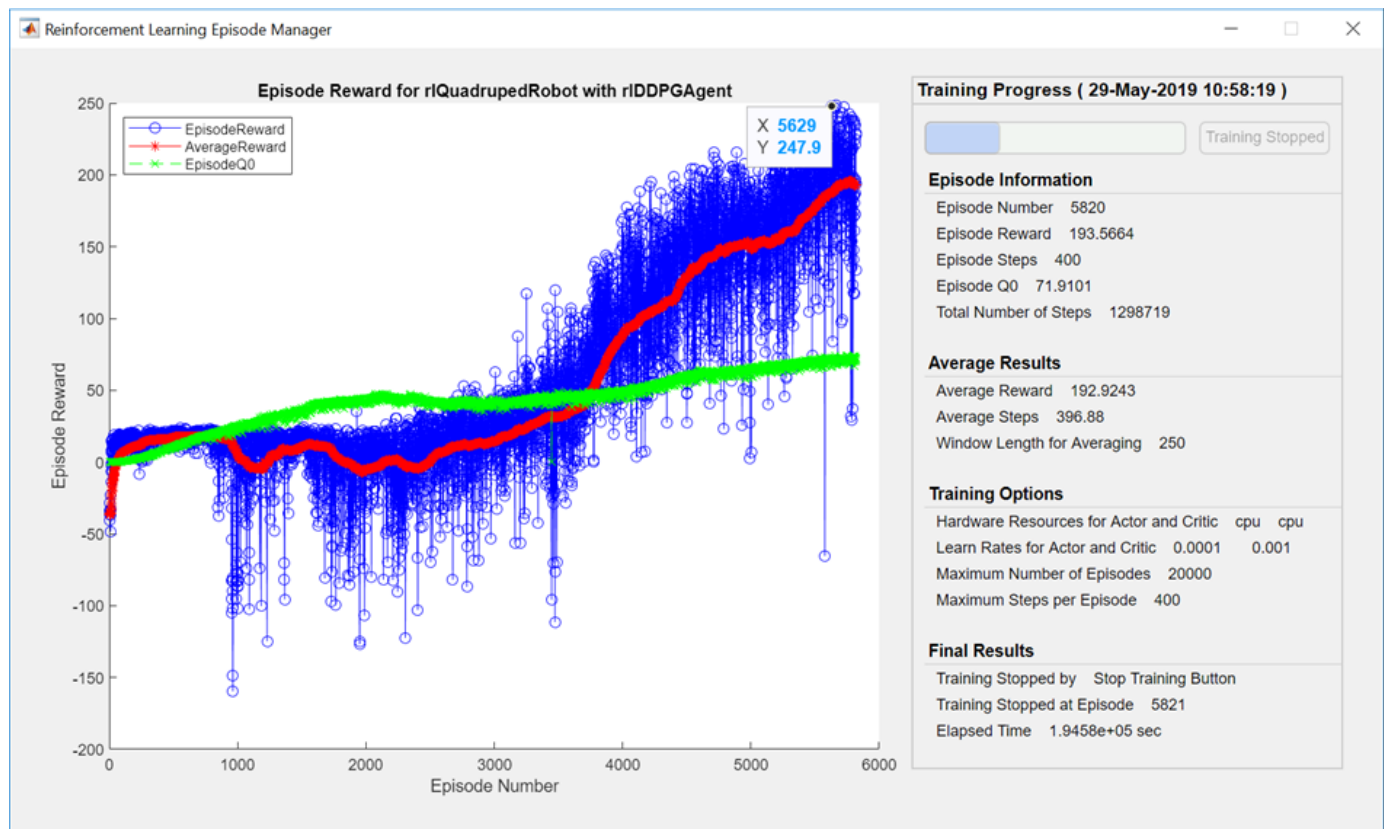 Reinforcement Learning Episode Manager
Episode Reward for rlQuadrupedRobot with rlDDPGAgent
EpisodeReward
AverageReward
EpisodeQ0
X 5629
Y 247.9
250
200
150
100
50
0
-50
-100
-150
-200
Episode Reward
0 1000 2000 3000 4000 5000 6000
Episode Number
Training Progress ( 29-May-2019 10:58:19 )
Training Stopped
Episode Information
Episode Number 5820
Episode Reward 193.5664
Episode Steps 400
Episode Q0 71.9101
Total Number of Steps 1298719
Average Results
Average Reward 192.9243
Average Steps 396.88
Window Length for Averaging 250
Training Options
Hardware Resources for Actor and Critic cpu cpu
Learn Rates for Actor and Critic 0.0001 0.001
Maximum Number of Episodes 20000
Maximum Steps per Episode 400
Final Results
Training Stopped by Stop Training Button
Training Stopped at Episode 5821
Elapsed Time 1.9458e+05 sec